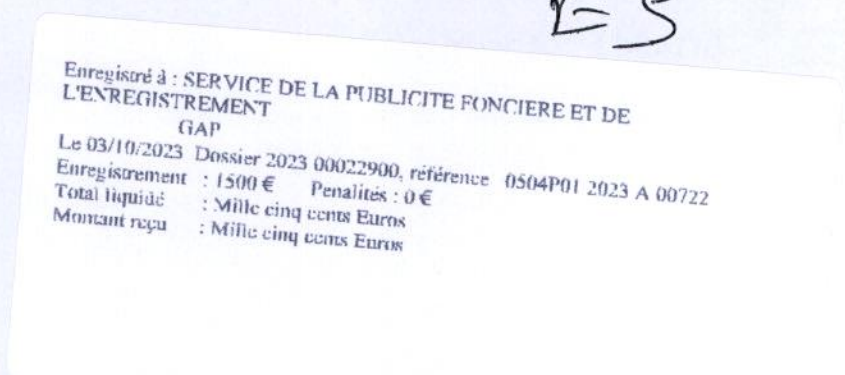 Enregistré à : SERVICE DE LA PUBLICITE FONCIERE ET DE
L'ENREGISTREMENT
GAP
Le 03/10/2023 Dossier 2023 00022900, référence 0504P01 2023 A 00722
Enregistrement : 1500 € Penalités : 0 €
Total liquidé : Mille cinq cents Euros
Montant reçu : Mille cinq cents Euros